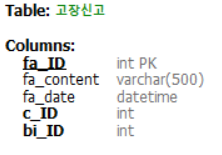 Table: 고장신고
Columns:
fa_ID int PK
fa_content varchar(500)
fa_date datetime
c_ID int
bi_ID int